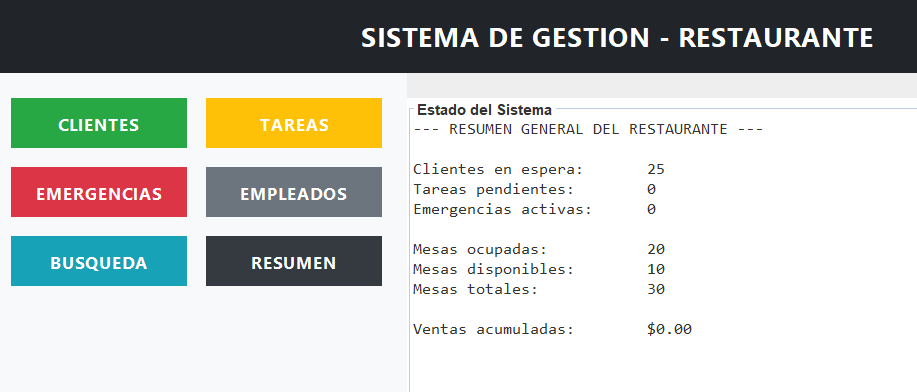 SISTEMA DE GESTION - RESTAURANTE
CLIENTES
TAREAS
EMERGENCIAS
EMPLEADOS
BUSQUEDA
RESUMEN
Estado del Sistema
--- RESUMEN GENERAL DEL RESTAURANTE ---
Clientes en espera: 25
Tareas pendientes: 0
Emergencias activas: 0
Mesas ocupadas: 20
Mesas disponibles: 10
Mesas totales: 30
Ventas acumuladas: $0.00